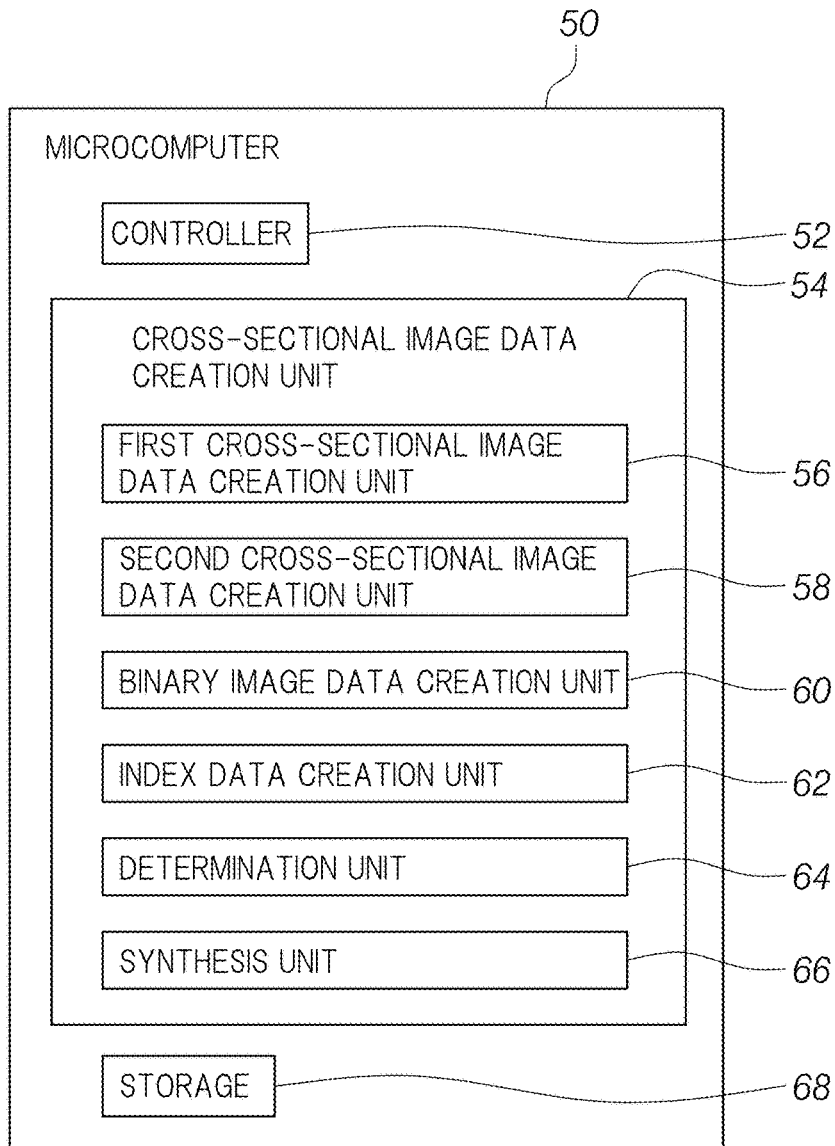 50
MICROCOMPUTER
CONTROLLER
52
54
CROSS-SECTIONAL IMAGE DATA
CREATION UNIT
FIRST CROSS-SECTIONAL IMAGE
DATA CREATION UNIT
56
SECOND CROSS-SECTIONAL IMAGE
DATA CREATION UNIT
58
BINARY IMAGE DATA CREATION UNIT
60
INDEX DATA CREATION UNIT
62
DETERMINATION UNIT
64
SYNTHESIS UNIT
66
STORAGE
68